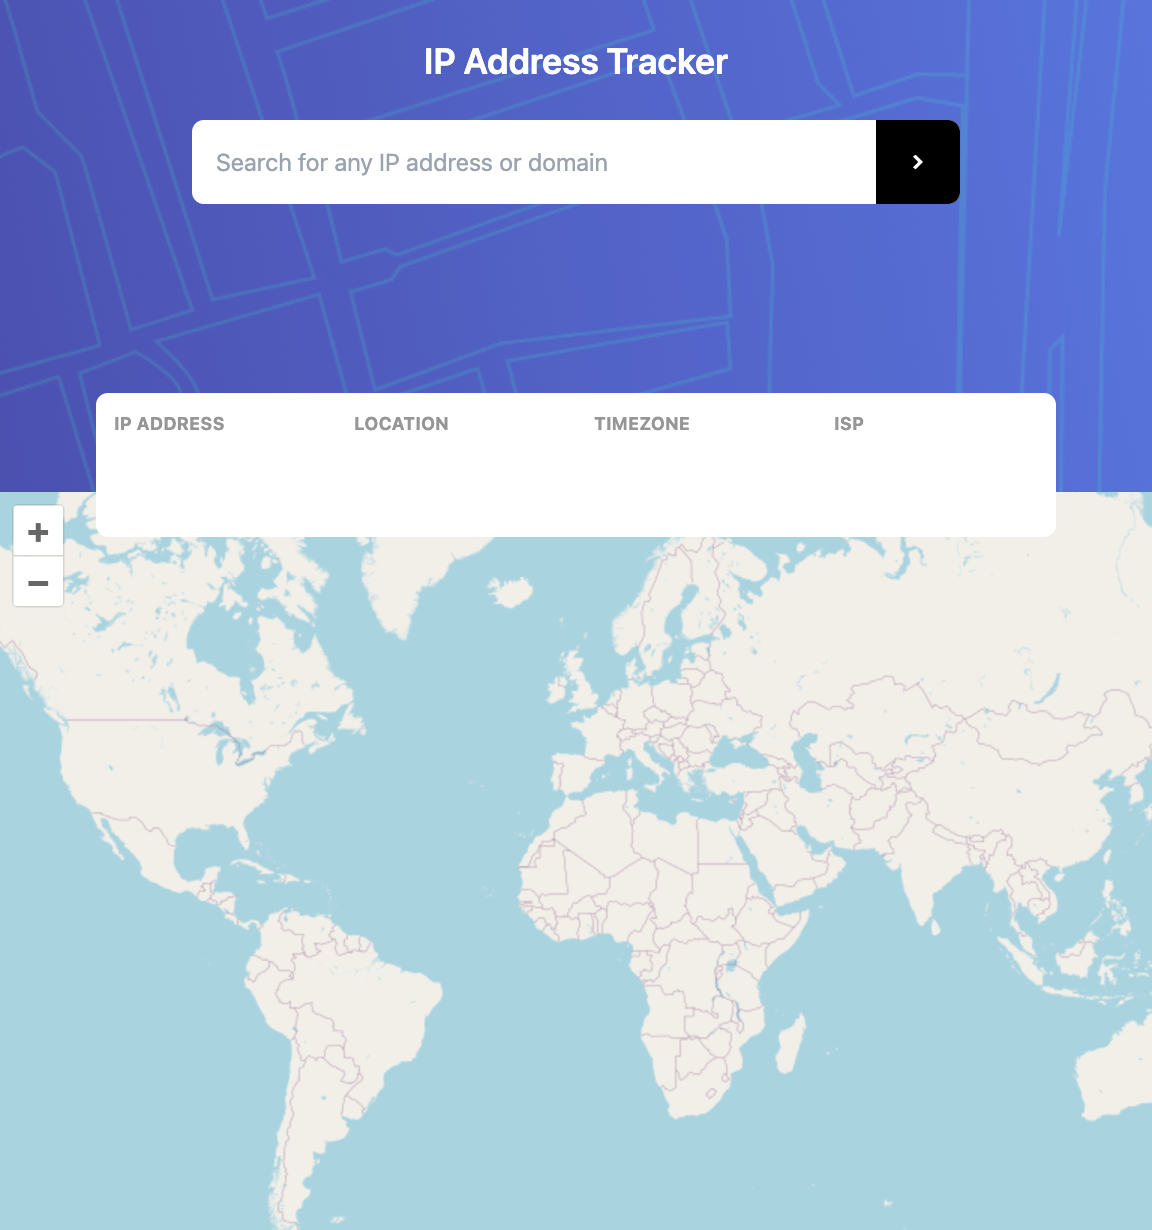 IP Address Tracker
Search for any IP address or domain
IP ADDRESS
LOCATION
TIMEZONE
ISP
+
−